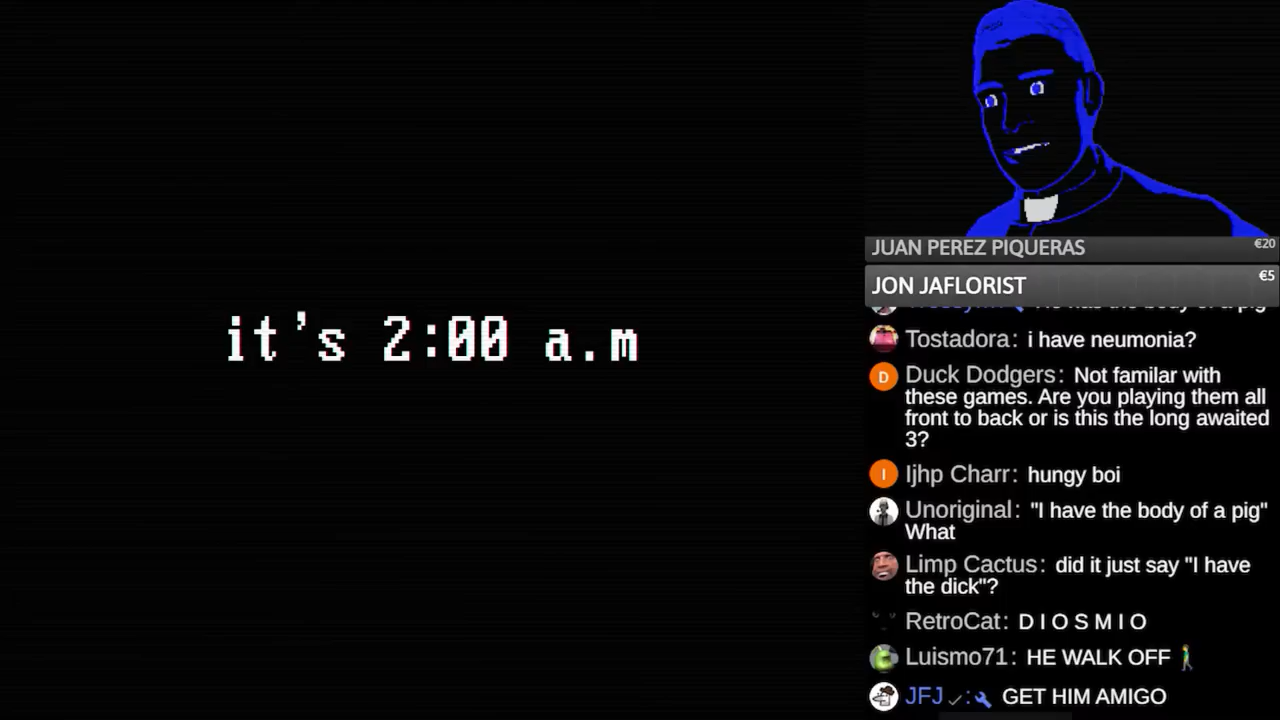 it's 2:00 a.m
JUAN PEREZ PIQUERAS €20
JON JAFLORIST €5
Tostadora: i have neumonia?
D Duck Dodgers: Not familar with
these games. Are you playing them all
front to back or is this the long awaited
3?
I Ijhp Charr: hungy boi
Unoriginal: "I have the body of a pig"
What
Limp Cactus: did it just say "I have
the dick"?
RetroCat: D I O S M I O
Luismo71: HE WALK OFF 🚶‍♂️
JFJ ✓🔧: GET HIM AMIGO